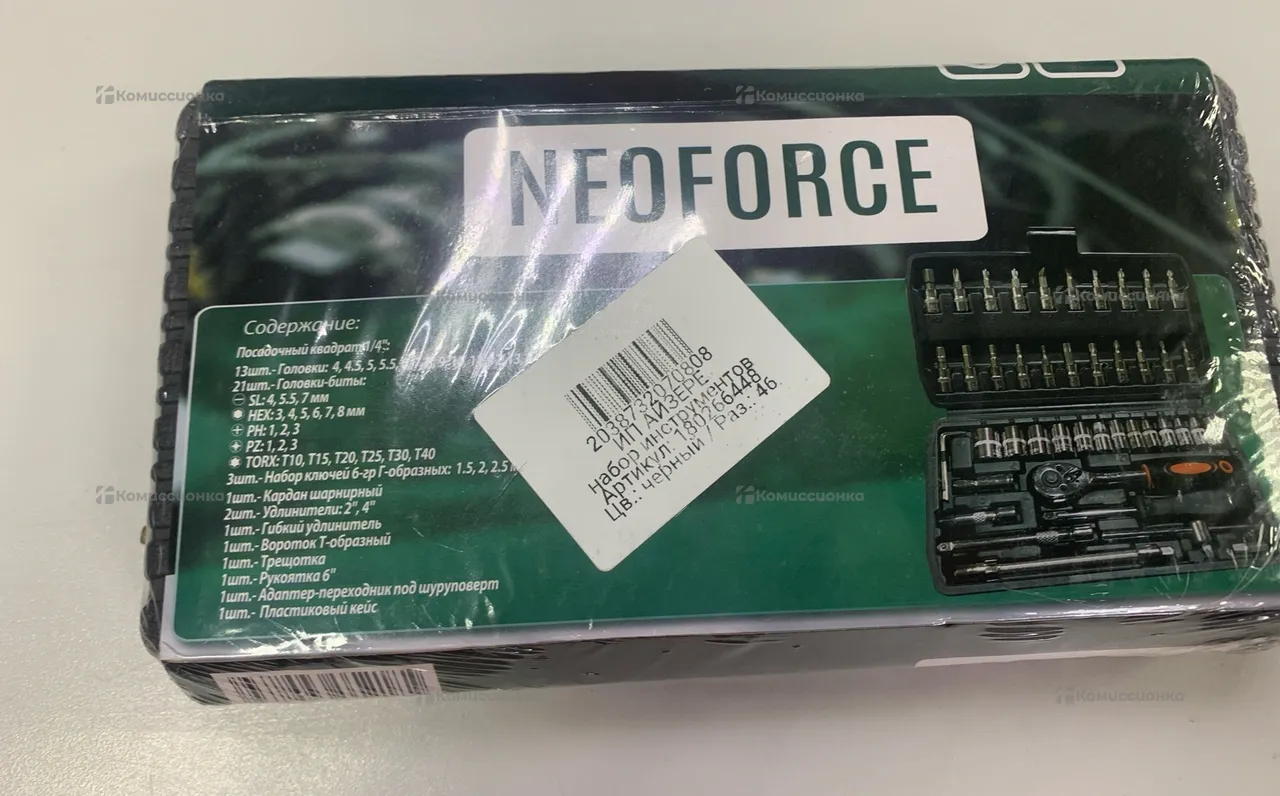 Комиссионка
Комиссионка
NEOFORCE
Содержание:
Посадочный квадрат 1/4":
13шт.- Головки: 4, 4.5, 5, 5.5,
21шт.- Головки-биты:
SL: 4, 5.5, 7 мм
HEX: 3, 4, 5, 6, 7, 8 мм
PH: 1, 2, 3
PZ: 1, 2, 3
TORX: T10, T15, T20, T25, T30, T40
3шт.- Набор ключей 6-гр Г-образных: 1.5, 2, 2.5
1шт.- Кардан шарнирный
2шт.- Удлинители: 2", 4"
1шт.- Гибкий удлинитель
1шт.- Вороток Т-образный
1шт.- Трещотка
1шт.- Рукоятка 6"
1шт.- Адаптер-переходник под шуруповерт
1шт.- Пластиковый кейс
2038732070808
ИП АЙЗЕРЕ
набор инструментов
Артикул: 180266448
Цв.: черный / Раз.: 46
Комиссионка
Комиссионка
Комиссионка
Комиссионка